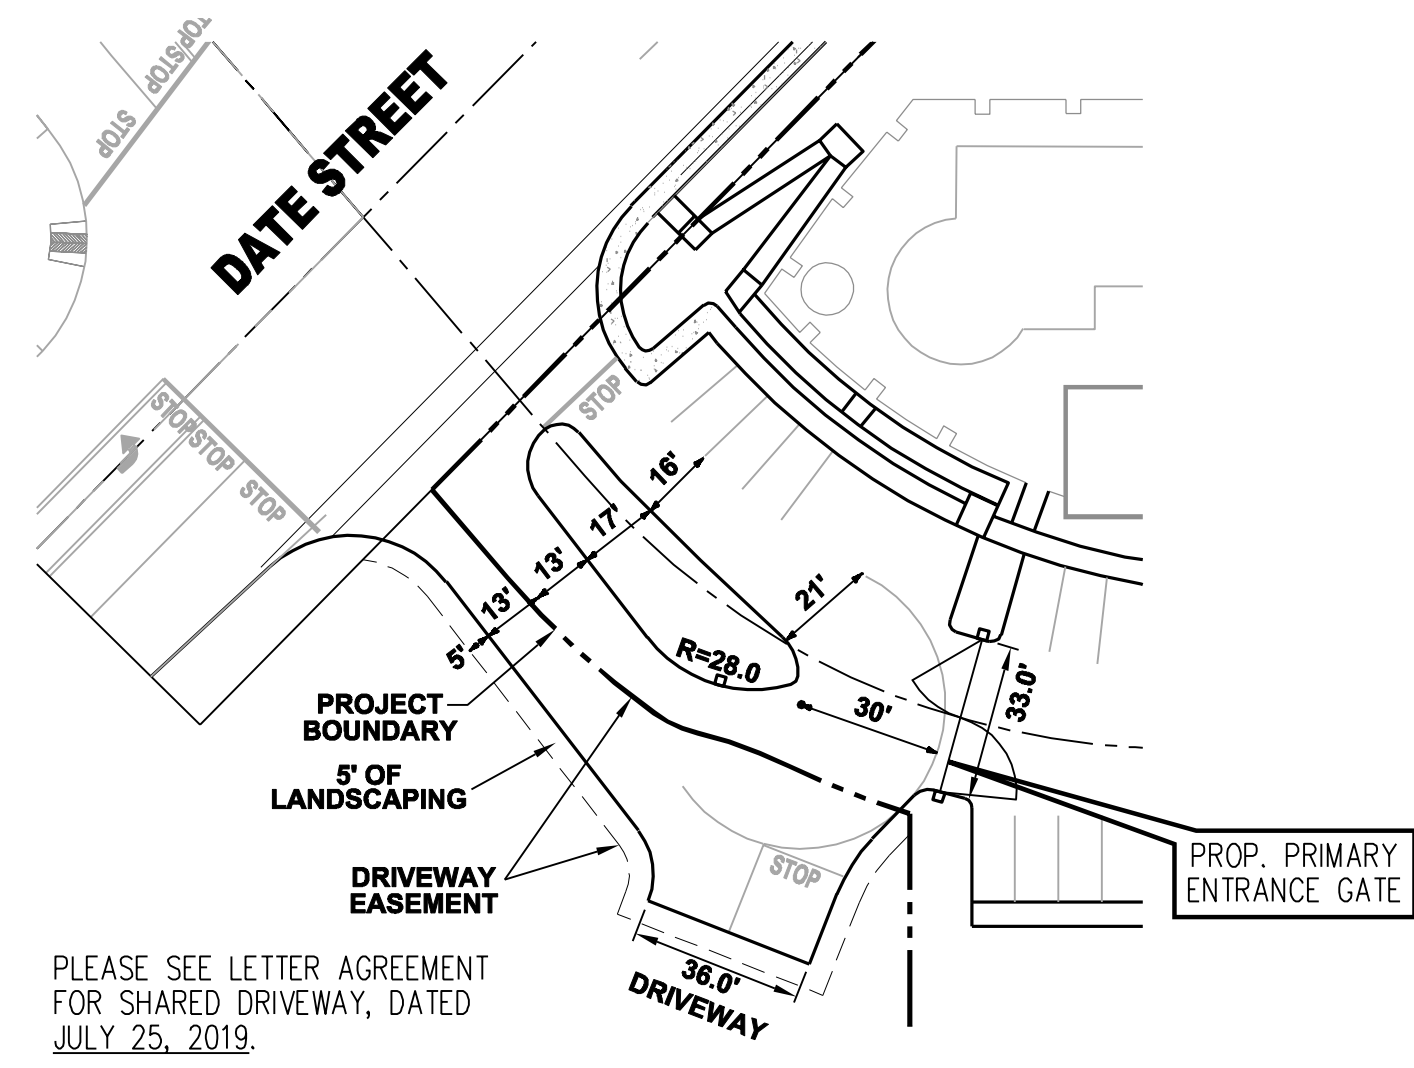 TOP/STOP
STOP
DATE STREET
STOP
STOP
STOP
STOP
16'
17'
13'
13'
5'
21'
R=28.0
30'
33.0'
PROJECT
BOUNDARY
5' OF
LANDSCAPING
DRIVEWAY
EASEMENT
STOP
PROP. PRIMARY
ENTRANCE GATE
36.0'
DRIVEWAY
PLEASE SEE LETTER AGREEMENT
FOR SHARED DRIVEWAY, DATED
JULY 25, 2019.